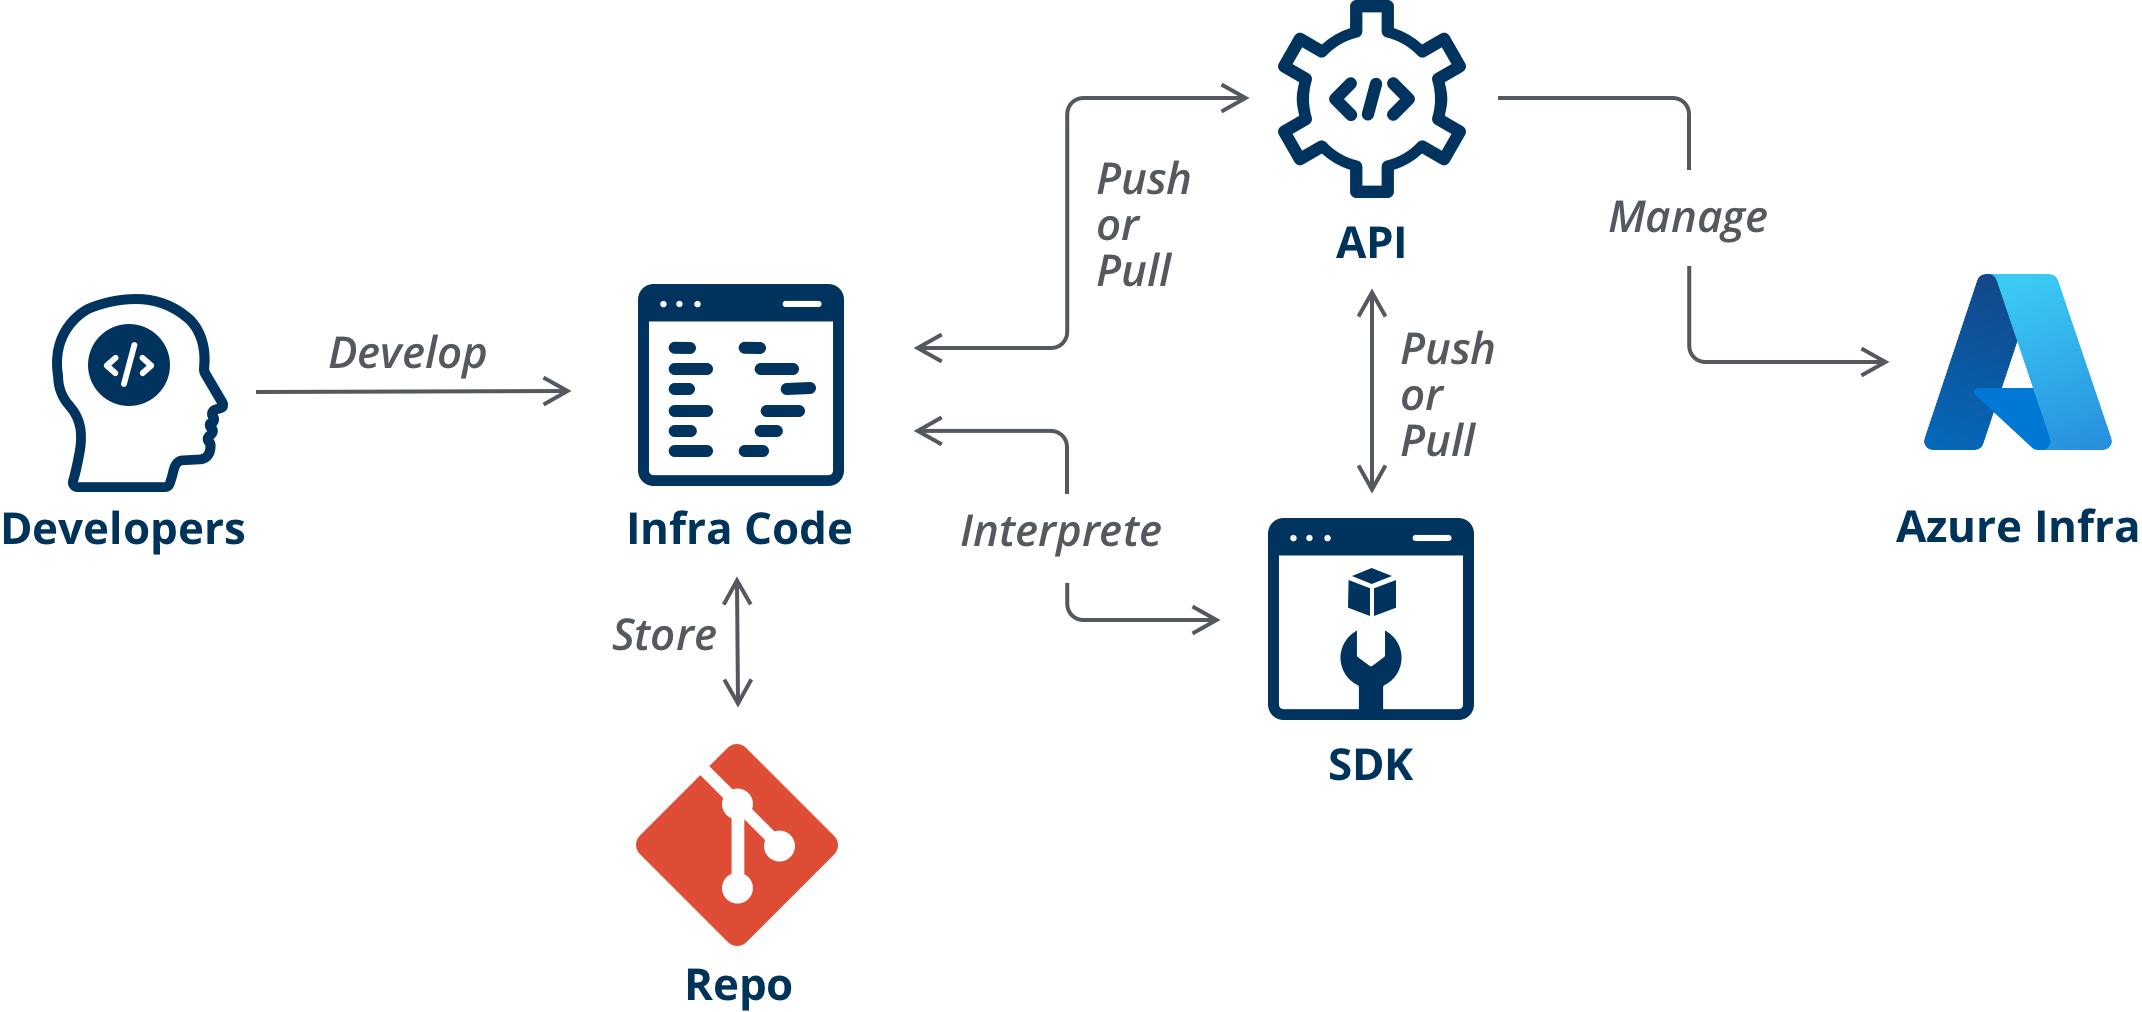 Push
or
Pull
Manage
API
Develop
Push
or
Pull
Developers
Infra Code
Interprete
Azure Infra
Store
SDK
Repo